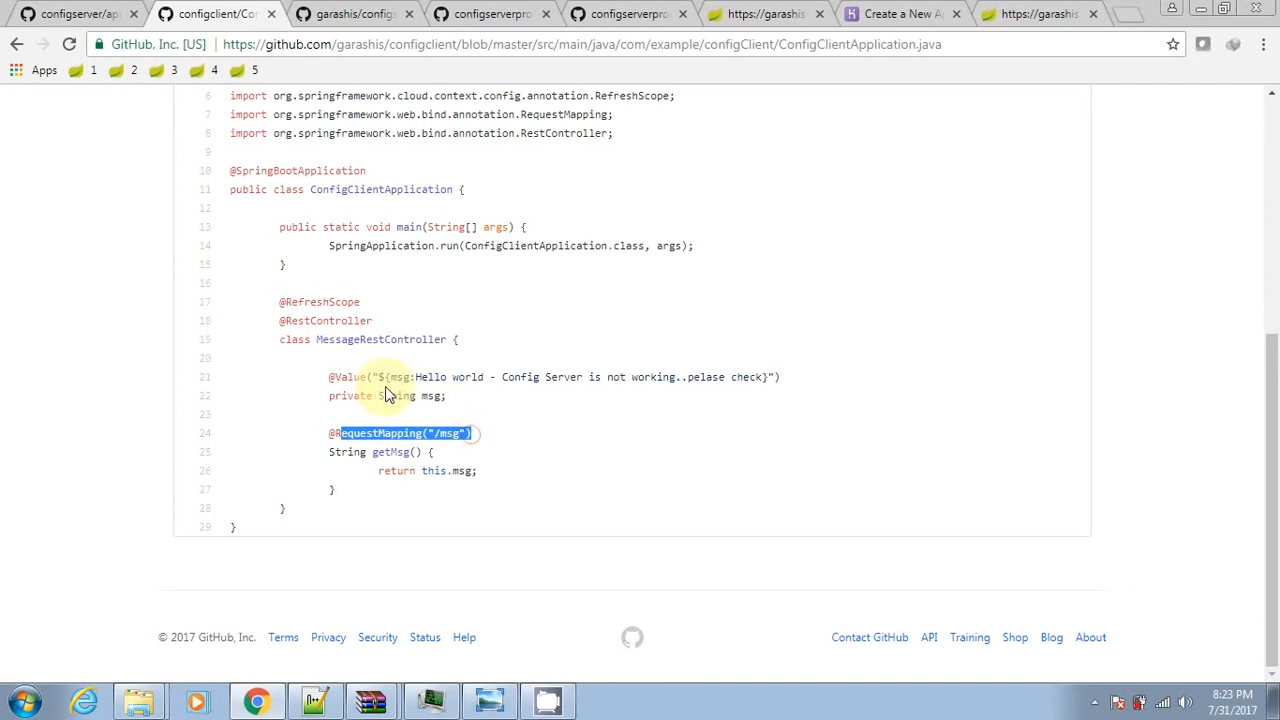 configserver/ap
configclient/Con
garashis/configs
configserverpro
configserverpro
https://garashis
Create a New A
https://garashis
GitHub, Inc. [US]
https://github.com/garashis/configclient/blob/master/src/main/java/com/example/configClient/ConfigClientApplication.java
Apps 1 2 3 4 5
6 import org.springframework.cloud.context.config.annotation.RefreshScope;
7 import org.springframework.web.bind.annotation.RequestMapping;
8 import org.springframework.web.bind.annotation.RestController;
9
10 @SpringBootApplication
11 public class ConfigClientApplication {
12
13 public static void main(String[] args) {
14 SpringApplication.run(ConfigClientApplication.class, args);
15 }
16
17 @RefreshScope
18 @RestController
19 class MessageRestController {
20
21 @Value("${msg:Hello world - Config Server is not working..pelase check}")
22 private String msg;
23
24 @RequestMapping("/msg")
25 String getMsg() {
26 return this.msg;
27 }
28 }
29 }
© 2017 GitHub, Inc. Terms Privacy Security Status Help
Contact GitHub API Training Shop Blog About
8:23 PM
7/31/2017